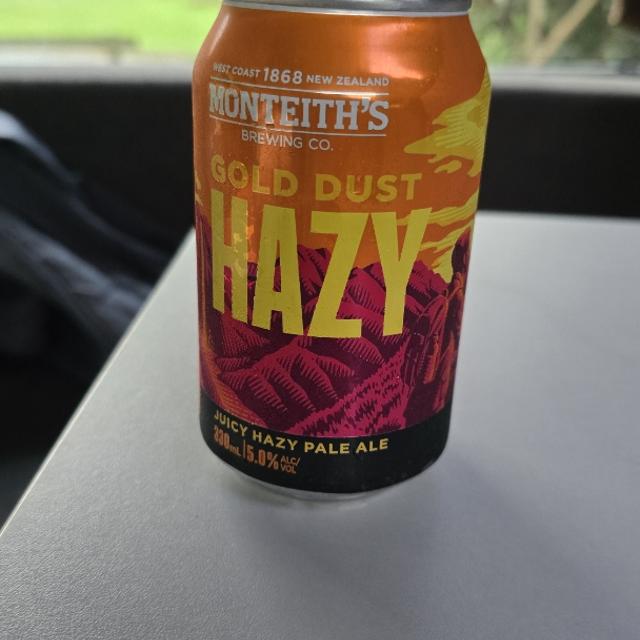 WEST COAST 1868 NEW ZEALAND
MONTEITH'S
BREWING CO.
GOLD DUST
HAZY
JUICY HAZY PALE ALE
330mL 5.0% ALC/
VOL